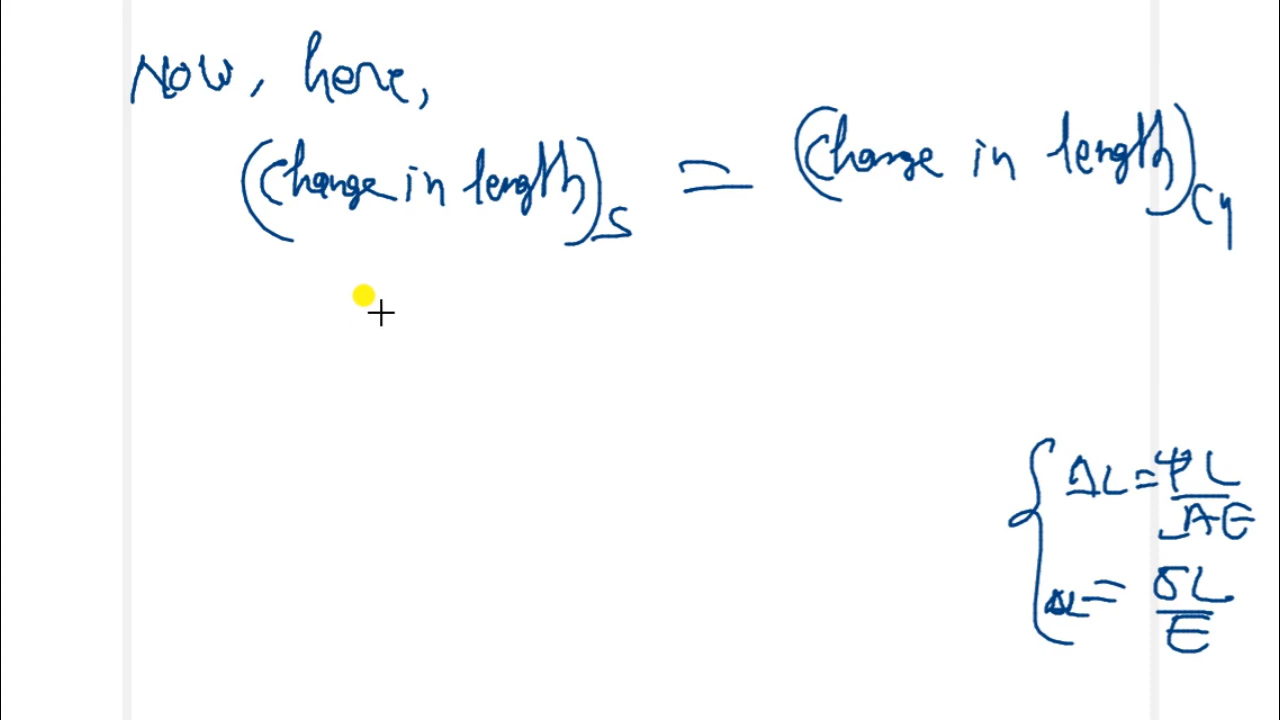 Now, here,
(Change in length)s = (Change in length)Cy
ΔL = PL/AE
ΔL = σL/E